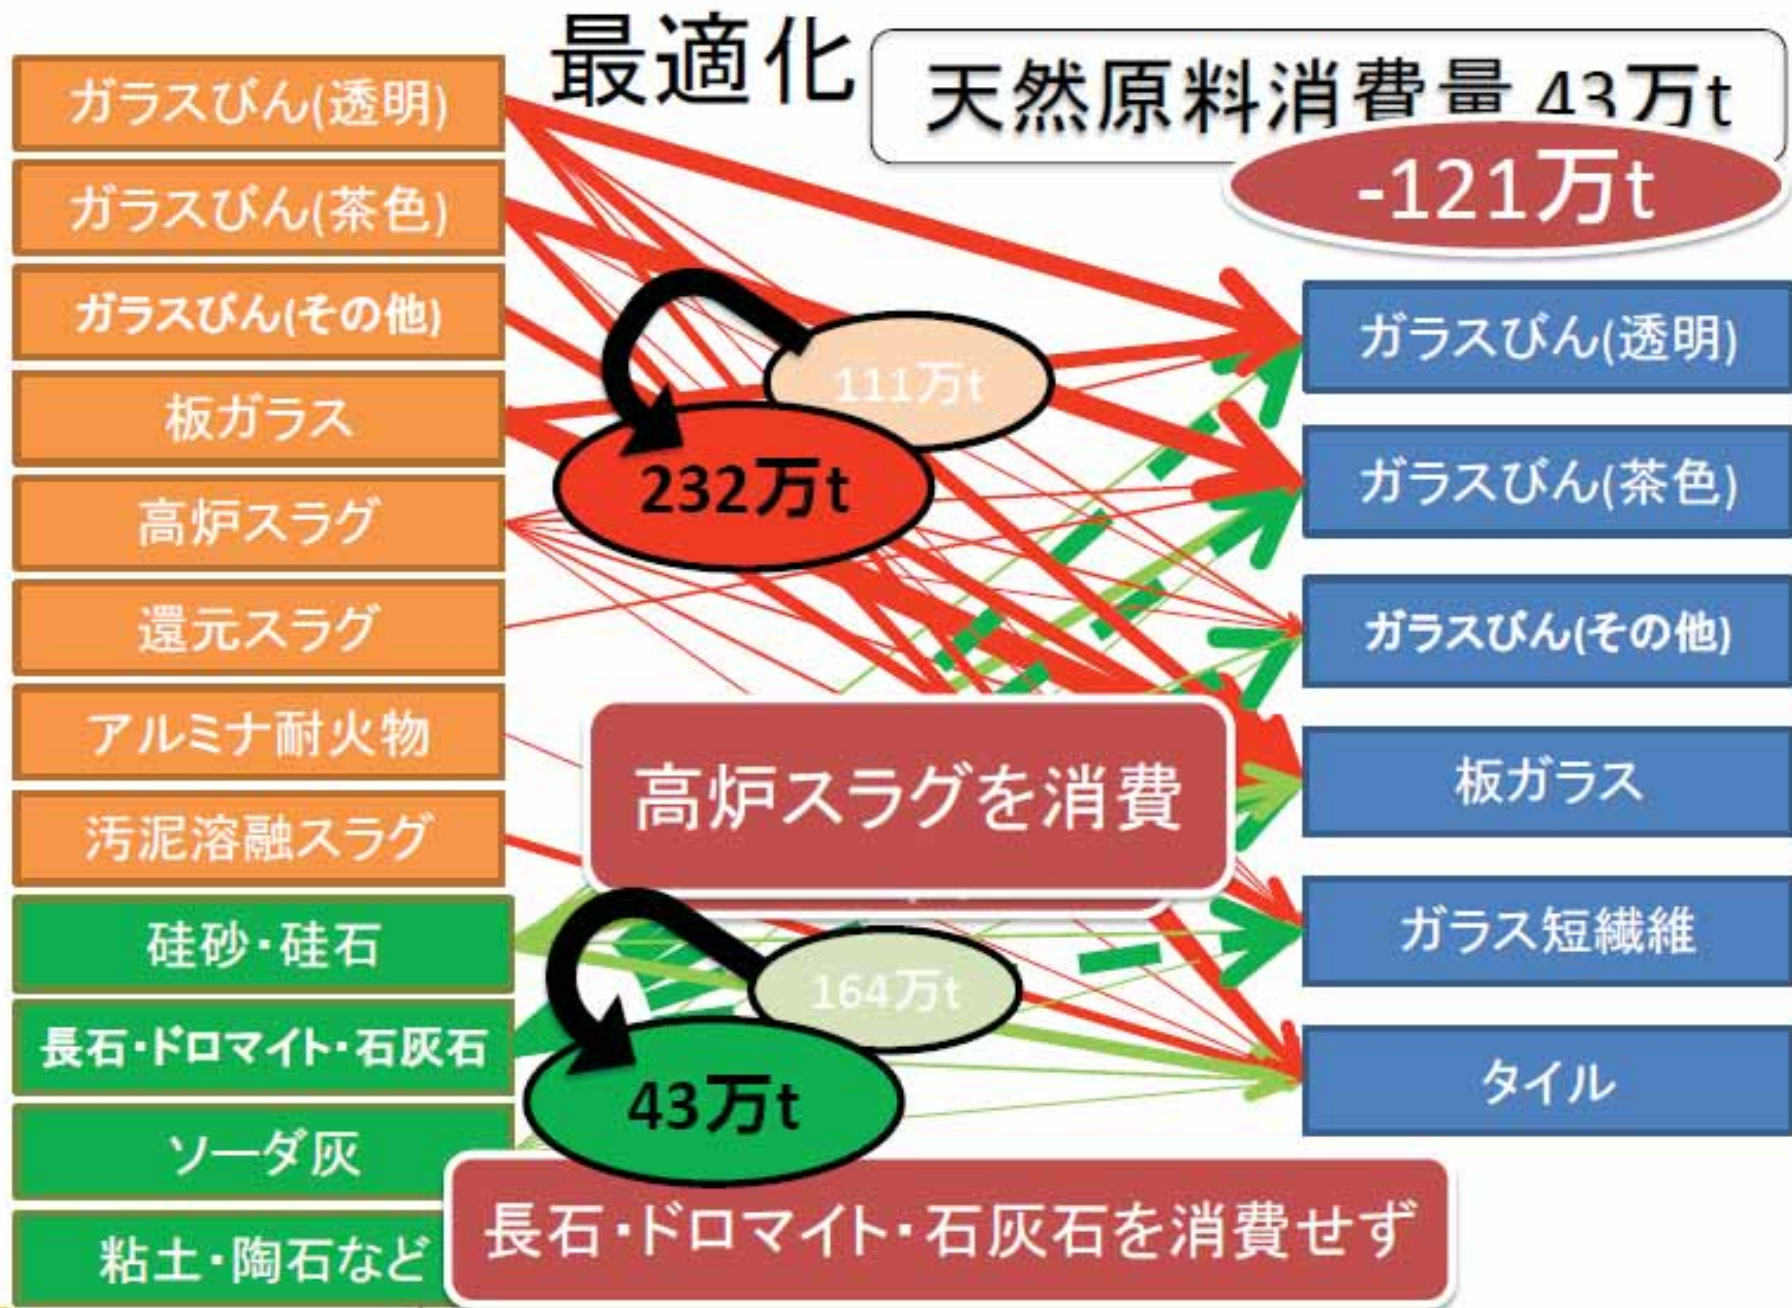 最適化
天然原料消費量 43万t
-121万t
ガラスびん(透明)
ガラスびん(茶色)
ガラスびん(その他)
板ガラス
高炉スラグ
還元スラグ
アルミナ耐火物
汚泥溶融スラグ
硅砂・硅石
長石・ドロマイト・石灰石
ソーダ灰
粘土・陶石など
111万t
232万t
高炉スラグを消費
164万t
43万t
長石・ドロマイト・石灰石を消費せず
ガラスびん(透明)
ガラスびん(茶色)
ガラスびん(その他)
板ガラス
ガラス短繊維
タイル